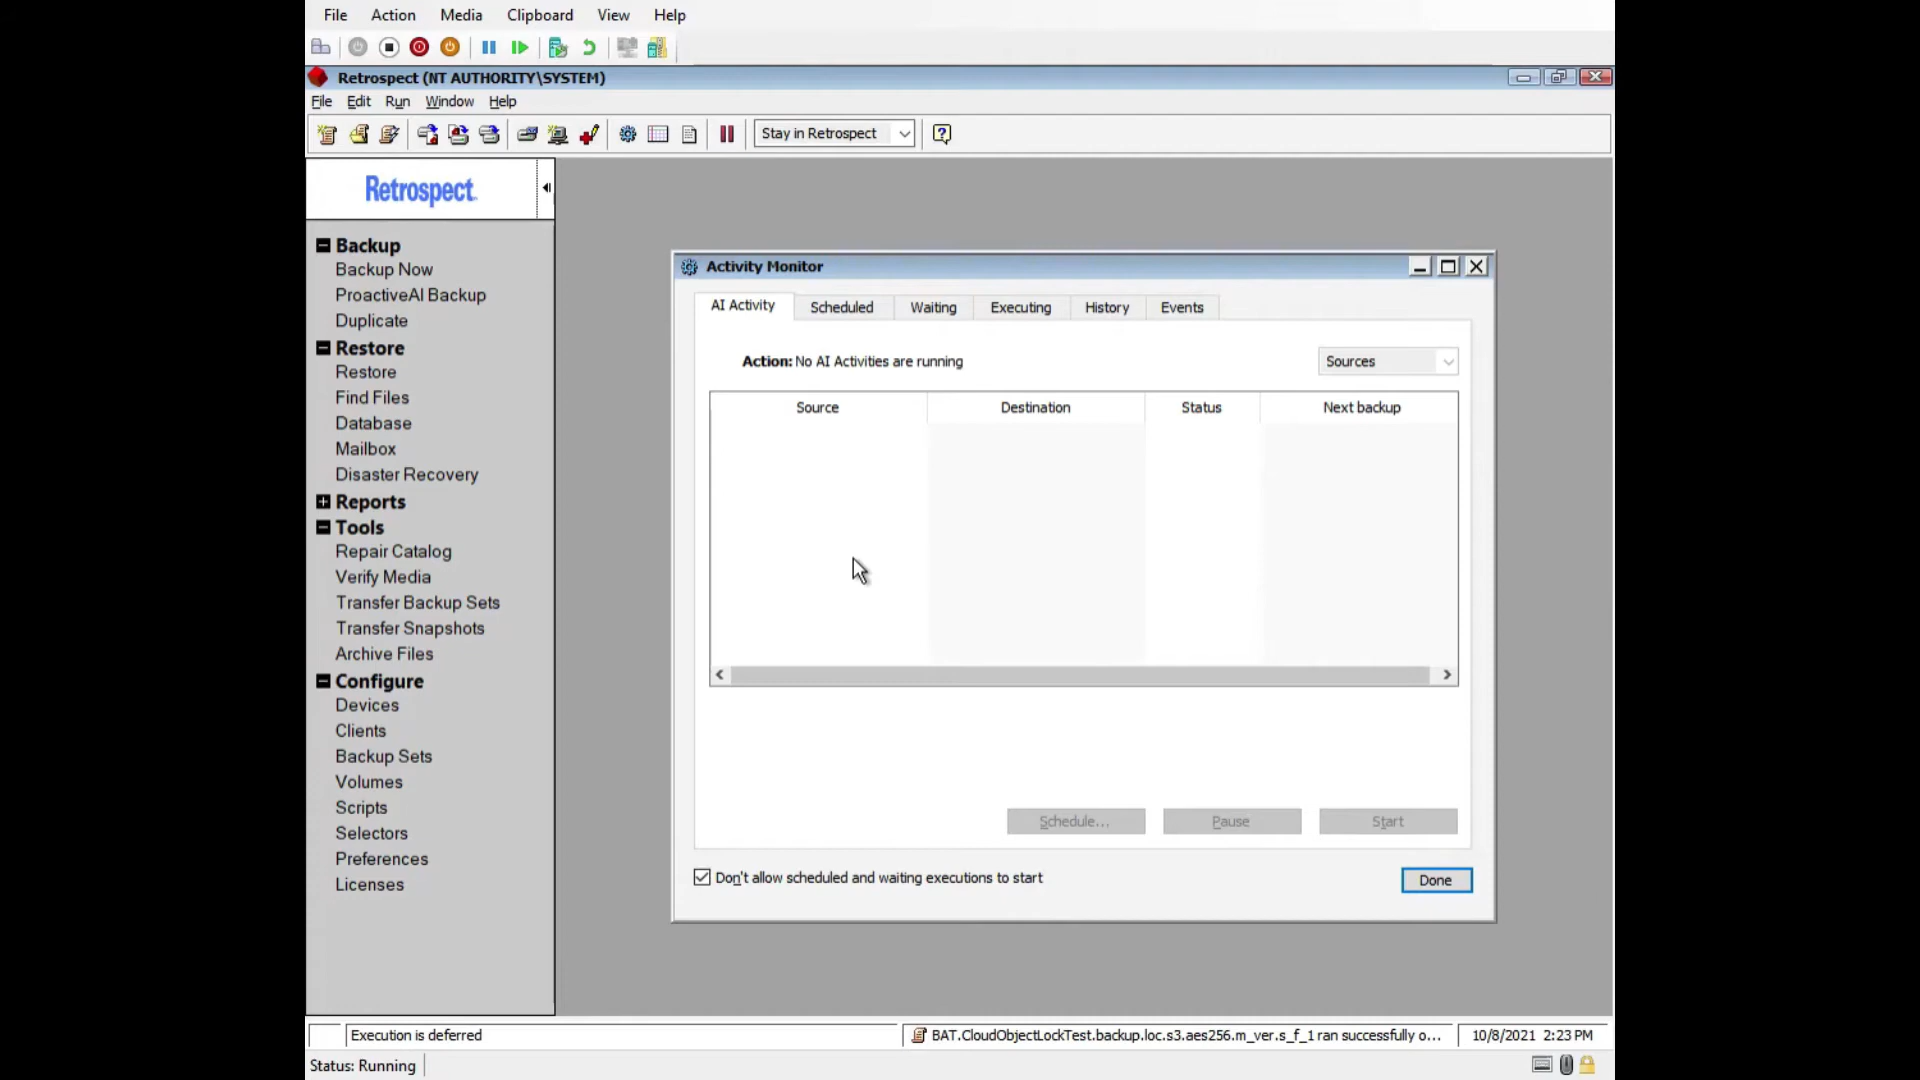 File Action Media Clipboard View Help
Retrospect (NT AUTHORITY\SYSTEM)
File Edit Run Window Help
Stay in Retrospect
Retrospect
Backup
Backup Now
ProactiveAI Backup
Duplicate
Restore
Restore
Find Files
Database
Mailbox
Disaster Recovery
Reports
Tools
Repair Catalog
Verify Media
Transfer Backup Sets
Transfer Snapshots
Archive Files
Configure
Devices
Clients
Backup Sets
Volumes
Scripts
Selectors
Preferences
Licenses
Activity Monitor
AI Activity Scheduled Waiting Executing History Events
Action: No AI Activities are running
Sources
Source Destination Status Next backup
Schedule... Pause Start
Don't allow scheduled and waiting executions to start
Done
Execution is deferred
BAT.CloudObjectLockTest.backup.loc.s3.aes256.m_ver.s_f_1 ran successfully o...
10/8/2021 2:23 PM
Status: Running